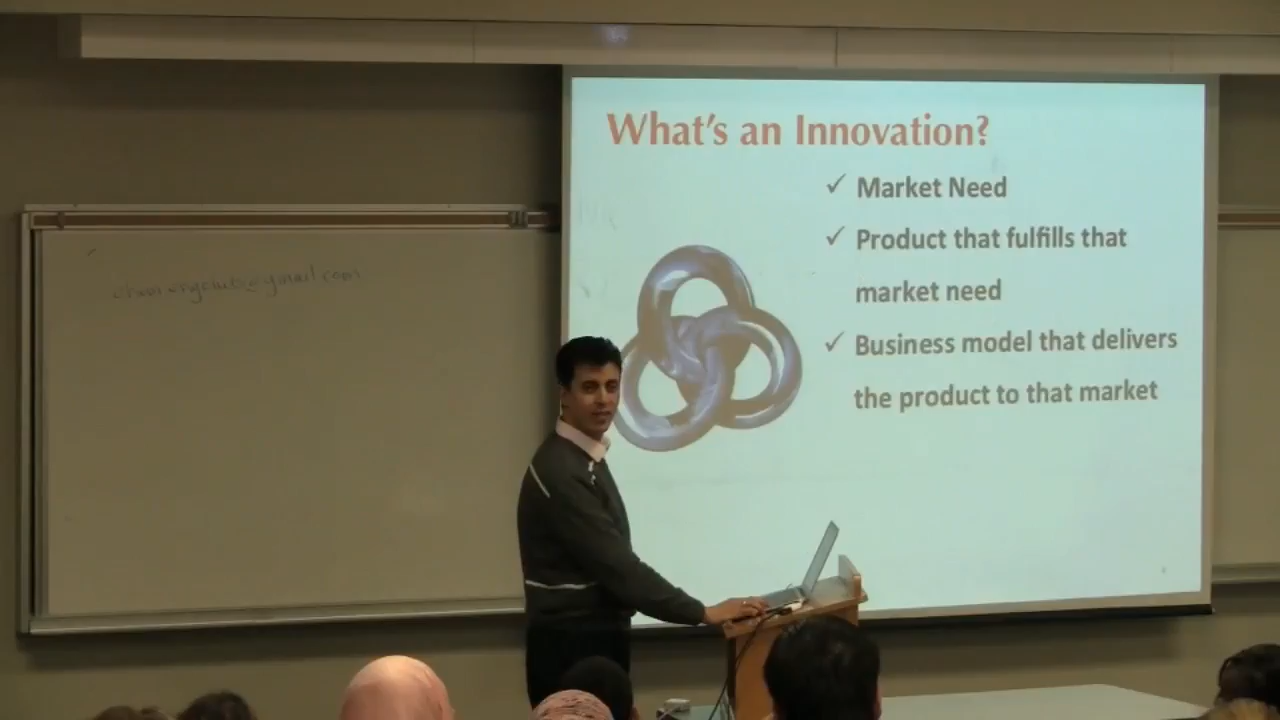 What's an Innovation?
✓ Market Need
✓ Product that fulfills that
market need
✓ Business model that delivers
the product to that market